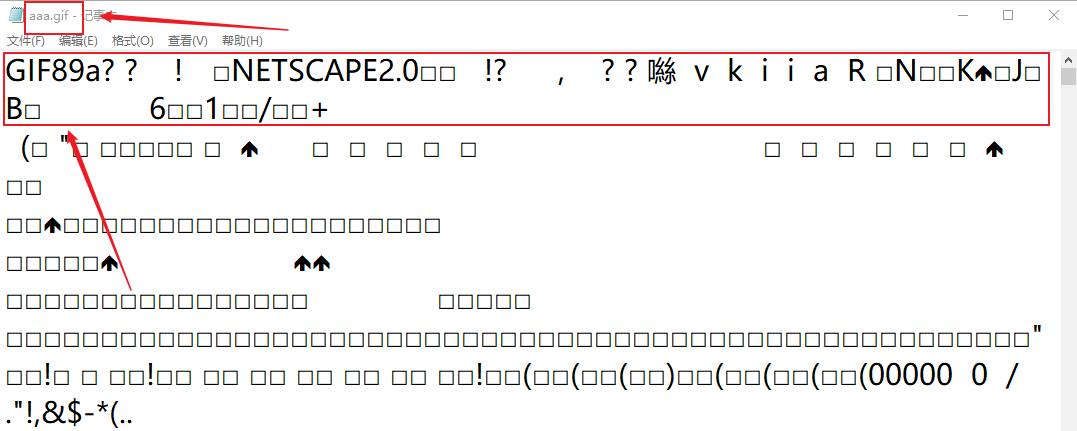 aaa.gif - 记事本
文件(F) 编辑(E) 格式(O) 查看(V) 帮助(H)
GIF89a? ? ! □NETSCAPE2.0□□ !? , ? ? 噝 v k i i a R □N□□K🡅□J□
B□ 6□□1□□/□□+
(□ "□ □□□□□ □ 🡅 □ □ □ □ □ □ □ □ □ □ □ 🡅
□□
□□🡅□□□□□□□□□□□□□□□□□□□□
□□□□□🡅 🡅🡅
□□□□□□□□□□□□□□□□ □□□□□
□□□□□□□□□□□□□□□□□□□□□□□□□□□□□□□□□□□□□□□□□□□□□□□□□□□□□□"
□□!□ □ □□!□□ □□ □□ □□ □□ □□ □□!□□(□□(□□(□□)□□(□□(□□(□□(00000 0 /
."!,&$-*(..